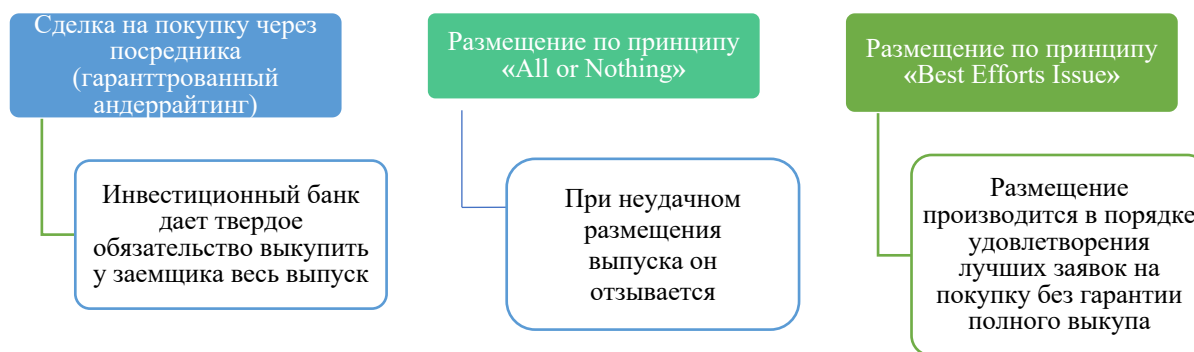 Сделка на покупку через
посредника
(гаранттрованный
андеррайтинг)
Инвестиционный банк
дает твердое
обязательство выкупить
у заемщика весь выпуск
Размещение по принципу
«All or Nothing»
При неудачном
размещения
выпуска он
отзывается
Размещение по принципу
«Best Efforts Issue»
Размещение
производится в порядке
удовлетворения
лучших заявок на
покупку без гарантии
полного выкупа